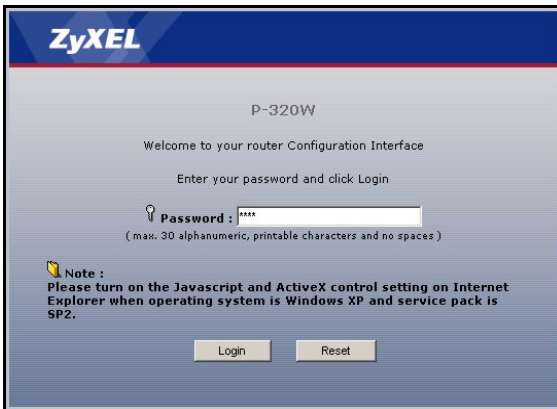 ZyXEL
P-320W
Welcome to your router Configuration Interface
Enter your password and click Login
Password : ****
( max. 30 alphanumeric, printable characters and no spaces )
Note :
Please turn on the Javascript and ActiveX control setting on Internet
Explorer when operating system is Windows XP and service pack is
SP2.
Login Reset